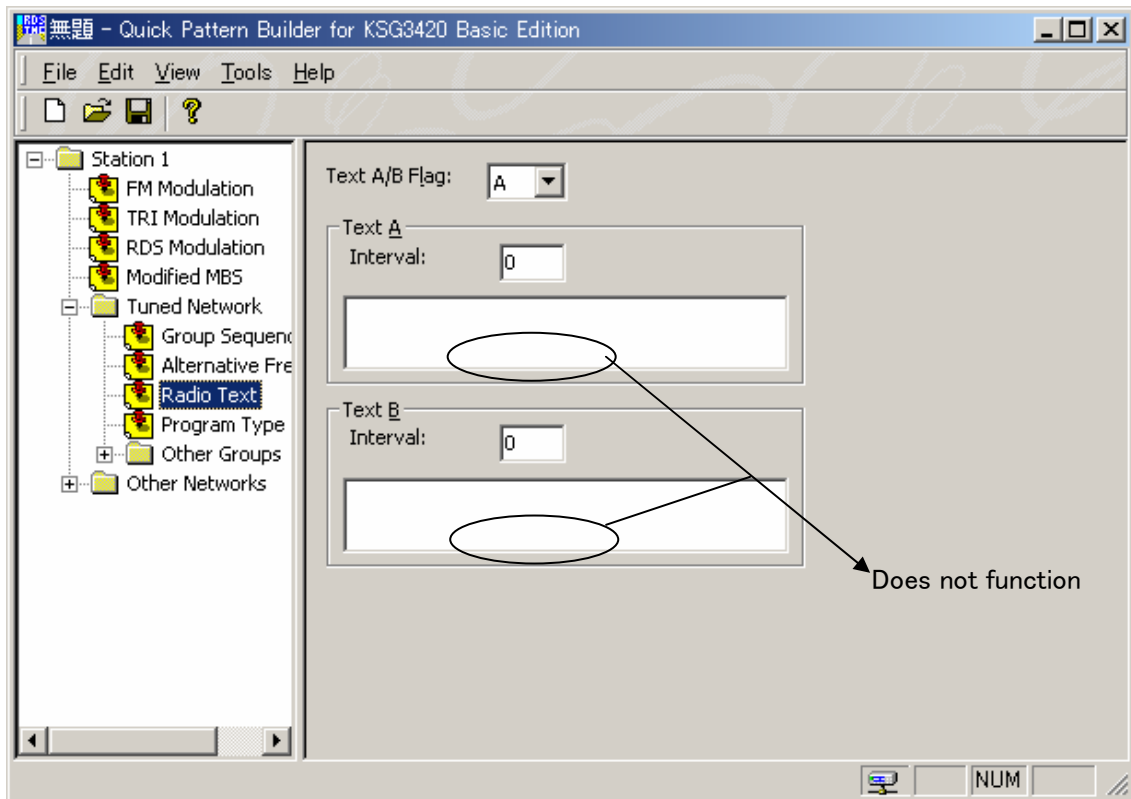 無題 - Quick Pattern Builder for KSG3420 Basic Edition
File Edit View Tools Help
Station 1
FM Modulation
TRI Modulation
RDS Modulation
Modified MBS
Tuned Network
Group Sequenc
Alternative Fre
Radio Text
Program Type
Other Groups
Other Networks
Text A/B Flag: A
Text A
Interval: 0
Text B
Interval: 0
Does not function
NUM